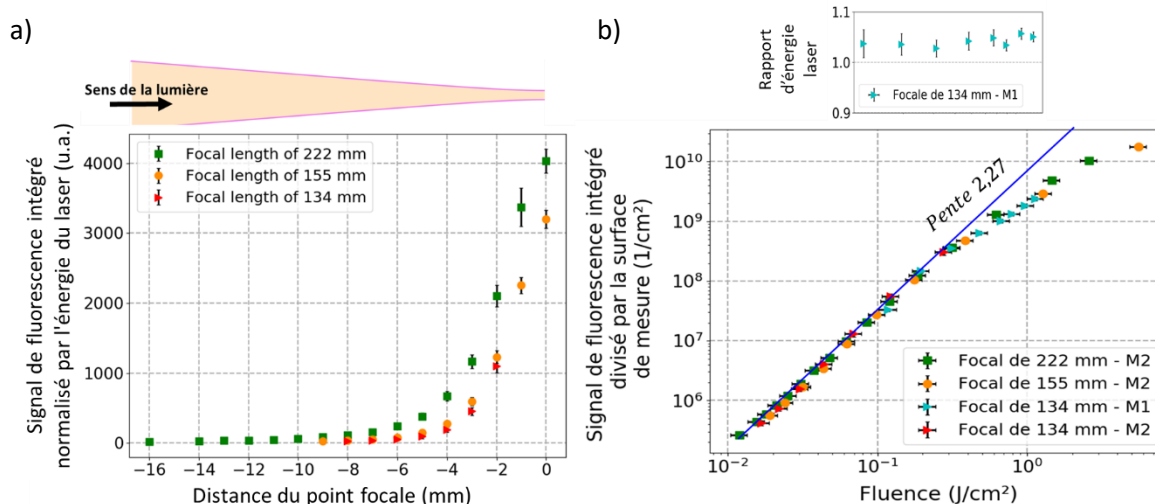 a)
Sens de la lumière
Signal de fluorescence intégré
normalisé par l'énergie du laser (u.a.)
4000
3000
2000
1000
0
Focal length of 222 mm
Focal length of 155 mm
Focal length of 134 mm
−16 −14 −12 −10 −8 −6 −4 −2 0
Distance du point focale (mm)
b)
Rapport
d'énergie
laser
1.1
1.0
0.9
Focale de 134 mm - M1
Signal de fluorescence intégré
divisé par la surface
de mesure (1/cm²)
10¹⁰
10⁹
10⁸
10⁷
10⁶
Pente 2,27
Focal de 222 mm - M2
Focal de 155 mm - M2
Focal de 134 mm - M1
Focal de 134 mm - M2
10⁻² 10⁻¹ 10⁰
Fluence (J/cm²)